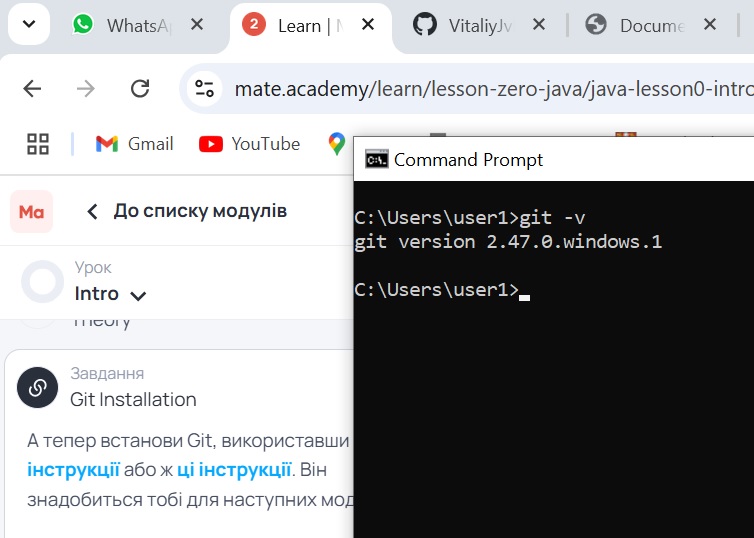 WhatsA
2 Learn | M
VitaliyJv
Docume
mate.academy/learn/lesson-zero-java/java-lesson0-intro
Gmail
YouTube
C:\.
Command Prompt
Ma
До списку модулів
Урок
Intro
Theory
Завдання
Git Installation
А тепер встанови Git, використавши
інструкції або ж ці інструкції. Він
знадобиться тобі для наступних мод
C:\Users\user1>git -v
git version 2.47.0.windows.1
C:\Users\user1>